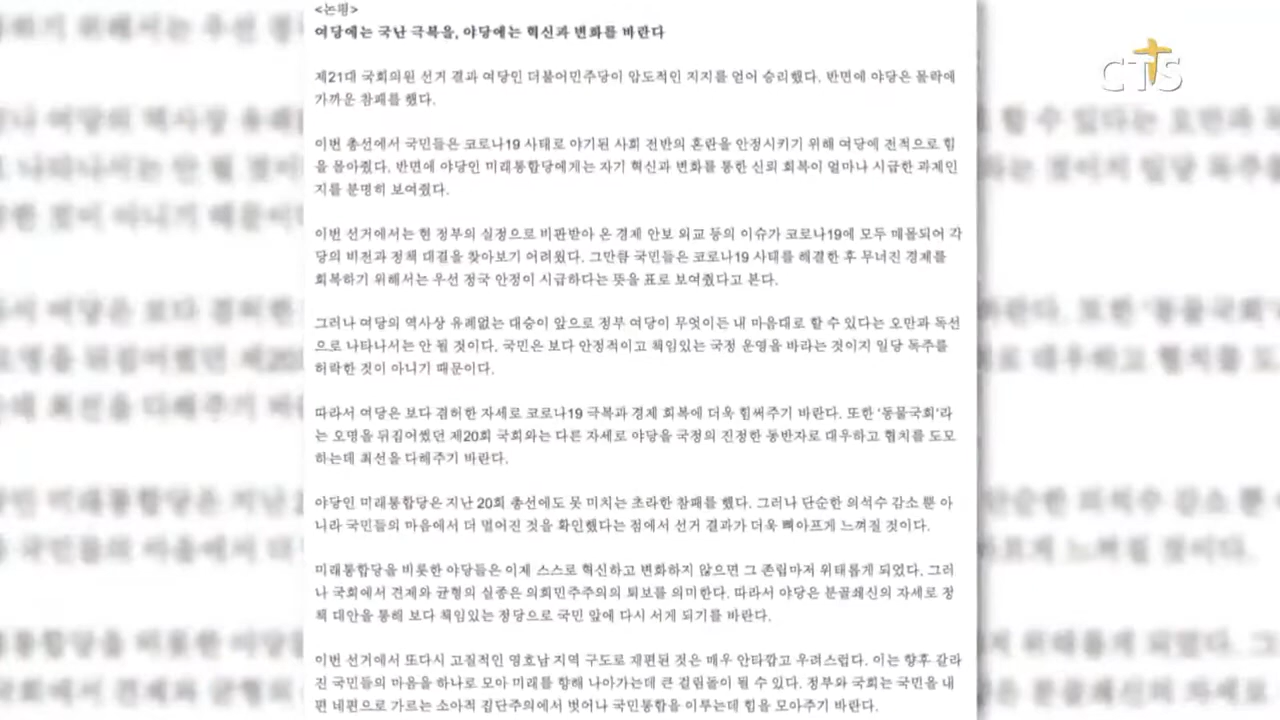 <논평>
여당에는 국난 극복을, 야당에는 혁신과 변화를 바란다
CTS
제21대 국회의원 선거 결과 여당인 더불어민주당이 압도적인 지지를 얻어 승리했다. 반면에 야당은 몰락에
가까운 참패를 했다.
이번 총선에서 국민들은 코로나19 사태로 야기된 사회 전반의 혼란을 안정시키기 위해 여당에 전적으로 힘
을 몰아줬다. 반면에 야당인 미래통합당에게는 자기 혁신과 변화를 통한 신뢰 회복이 얼마나 시급한 과제인
지를 분명히 보여줬다.
이번 선거에서는 현 정부의 실정으로 비판받아 온 경제 안보 외교 등의 이슈가 코로나19에 모두 매몰되어 각
당의 비전과 정책 대결을 찾아보기 어려웠다. 그만큼 국민들은 코로나19 사태를 해결한 후 무너진 경제를
회복하기 위해서는 우선 정국 안정이 시급하다는 뜻을 표로 보여줬다고 본다.
그러나 여당의 역사상 유례없는 대승이 앞으로 정부 여당이 무엇이든 내 마음대로 할 수 있다는 오만과 독선
으로 나타나서는 안 될 것이다. 국민은 보다 안정적이고 책임있는 국정 운영을 바라는 것이지 일당 독주를
허락한 것이 아니기 때문이다.
따라서 여당은 보다 겸허한 자세로 코로나19 극복과 경제 회복에 더욱 힘써주기 바란다. 또한 '동물국회'라
는 오명을 뒤집어썼던 제20회 국회와는 다른 자세로 야당을 국정의 진정한 동반자로 대우하고 협치를 도모
하는데 최선을 다해주기 바란다.
야당인 미래통합당은 지난 20회 총선에도 못 미치는 초라한 참패를 했다. 그러나 단순한 의석수 감소 뿐 아
니라 국민들의 마음에서 더 멀어진 것을 확인했다는 점에서 선거 결과가 더욱 뼈아프게 느껴질 것이다.
미래통합당을 비롯한 야당들은 이제 스스로 혁신하고 변화하지 않으면 그 존립마저 위태롭게 되었다. 그러
나 국회에서 견제와 균형의 실종은 의회민주주의의 퇴보를 의미한다. 따라서 야당은 분골쇄신의 자세로 정
책 대안을 통해 보다 책임있는 정당으로 국민 앞에 다시 서게 되기를 바란다.
이번 선거에서 또다시 고질적인 영호남 지역 구도로 재편된 것은 매우 안타깝고 우려스럽다. 이는 향후 갈라
진 국민들의 마음을 하나로 모아 미래를 향해 나아가는데 큰 걸림돌이 될 수 있다. 정부와 국회는 국민을 내
편 네편으로 가르는 소아적 집단주의에서 벗어나 국민통합을 이루는데 힘을 모아주기 바란다.